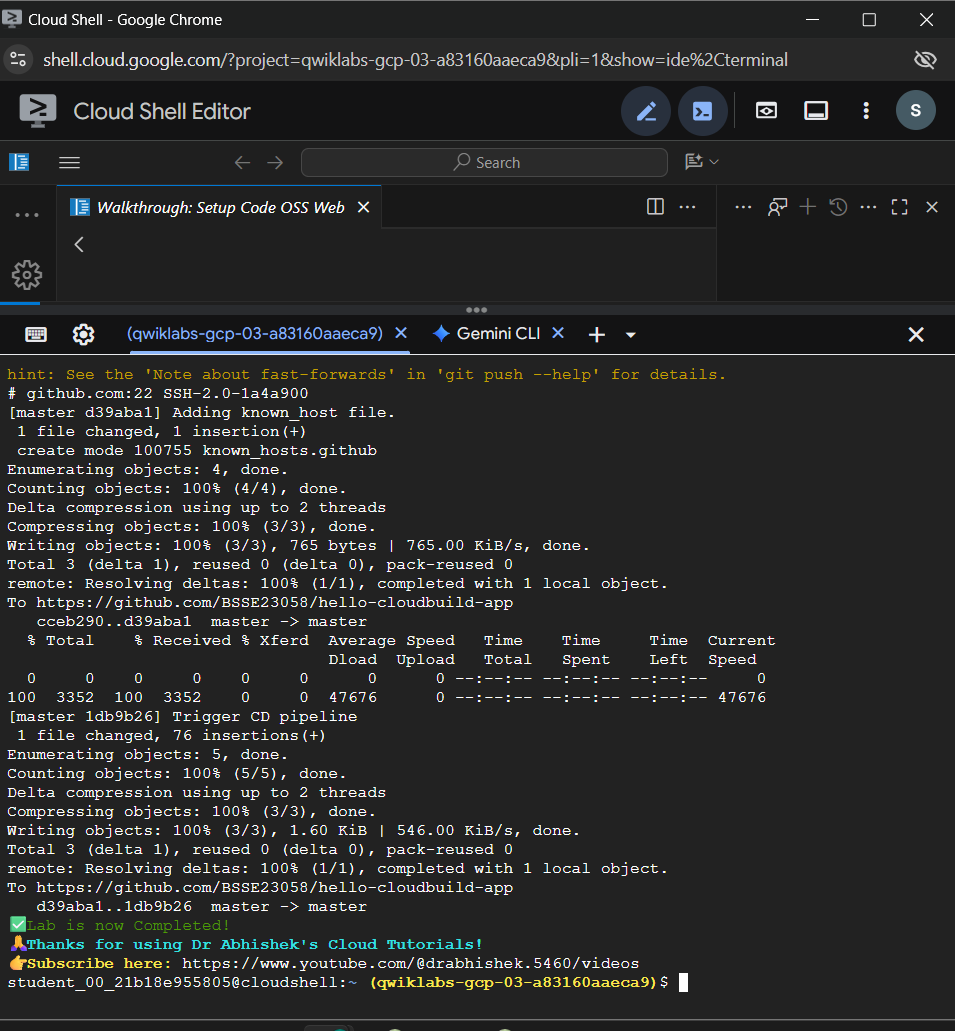 Cloud Shell - Google Chrome
shell.cloud.google.com/?project=qwiklabs-gcp-03-a83160aaeca9&pli=1&show=ide%2Cterminal
Cloud Shell Editor
S
Search
Walkthrough: Setup Code OSS Web
(qwiklabs-gcp-03-a83160aaeca9)
Gemini CLI
hint: See the 'Note about fast-forwards' in 'git push --help' for details.
# github.com:22 SSH-2.0-1a4a900
[master d39aba1] Adding known_host file.
 1 file changed, 1 insertion(+)
 create mode 100755 known_hosts.github
Enumerating objects: 4, done.
Counting objects: 100% (4/4), done.
Delta compression using up to 2 threads
Compressing objects: 100% (3/3), done.
Writing objects: 100% (3/3), 765 bytes | 765.00 KiB/s, done.
Total 3 (delta 1), reused 0 (delta 0), pack-reused 0
remote: Resolving deltas: 100% (1/1), completed with 1 local object.
To https://github.com/BSSE23058/hello-cloudbuild-app
   cceb290..d39aba1  master -> master
  % Total    % Received % Xferd  Average Speed   Time    Time     Time  Current
                                 Dload  Upload   Total   Spent    Left  Speed
  0     0    0     0    0     0      0      0 --:--:-- --:--:-- --:--:--     0
100  3352  100  3352    0     0  47676      0 --:--:-- --:--:-- --:--:-- 47676
[master 1db9b26] Trigger CD pipeline
 1 file changed, 76 insertions(+)
Enumerating objects: 5, done.
Counting objects: 100% (5/5), done.
Delta compression using up to 2 threads
Compressing objects: 100% (3/3), done.
Writing objects: 100% (3/3), 1.60 KiB | 546.00 KiB/s, done.
Total 3 (delta 1), reused 0 (delta 0), pack-reused 0
remote: Resolving deltas: 100% (1/1), completed with 1 local object.
To https://github.com/BSSE23058/hello-cloudbuild-app
   d39aba1..1db9b26  master -> master
✅Lab is now Completed!
🙏Thanks for using Dr Abhishek's Cloud Tutorials!
👉Subscribe here: https://www.youtube.com/@drabhishek.5460/videos
student_00_21b18e955805@cloudshell:~ (qwiklabs-gcp-03-a83160aaeca9)$